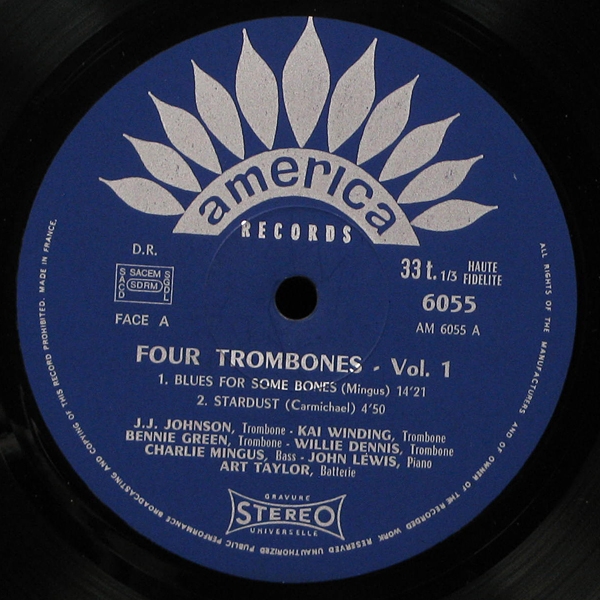 america
RECORDS
D.R.
SACEM
SACD
SDRM
SGDL
FACE A
33 t. 1/3 HAUTE FIDELITE
6055
AM 6055 A
FOUR TROMBONES - Vol. 1
1. BLUES FOR SOME BONES (Mingus) 14'21
2. STARDUST (Carmichael) 4'50
J.J. JOHNSON, Trombone - KAI WINDING, Trombone
BENNIE GREEN, Trombone - WILLIE DENNIS, Trombone
CHARLIE MINGUS, Bass - JOHN LEWIS, Piano
ART TAYLOR, Batterie
GRAVURE
STEREO
UNIVERSELLE
ALL RIGHTS OF THE MANUFACTURERS AND OF OWNER OF THE RECORDED WORK RESERVED UNAUTHORIZED PUBLIC PERFORMANCE BROADCASTING AND COPYING OF THIS RECORD PROHIBITED. MADE IN FRANCE.